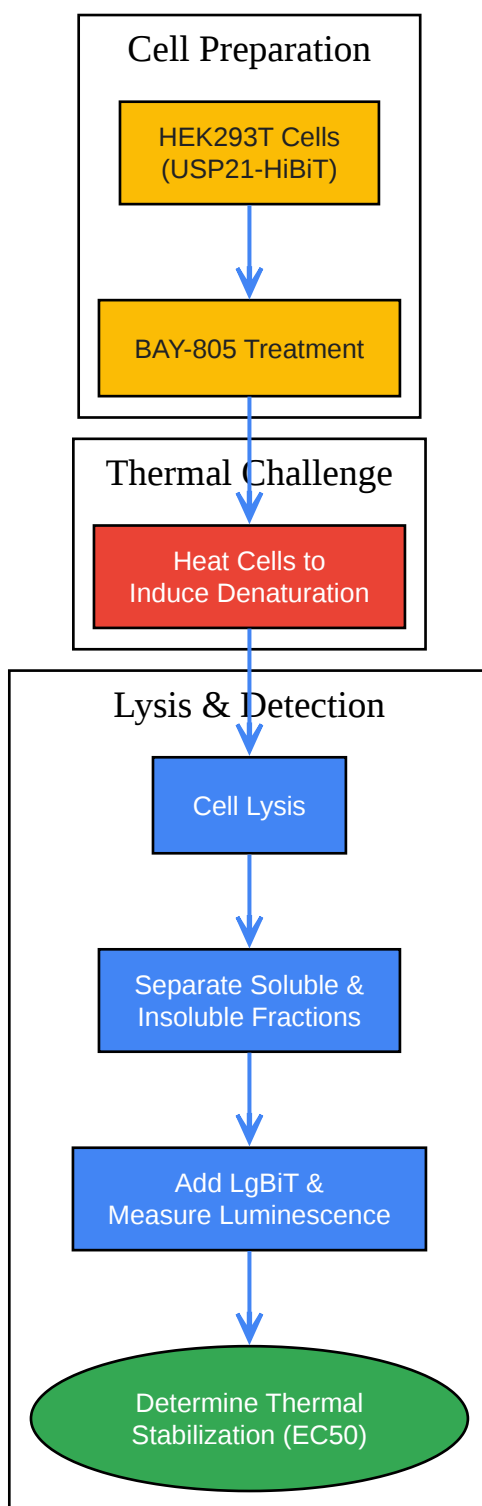 Cell Preparation
HEK293T Cells
(USP21-HiBiT)
BAY-805 Treatment
Thermal Challenge
Heat Cells to
Induce Denaturation
Lysis & Detection
Cell Lysis
Separate Soluble &
Insoluble Fractions
Add LgBiT &
Measure Luminescence
Determine Thermal
Stabilization (EC50)